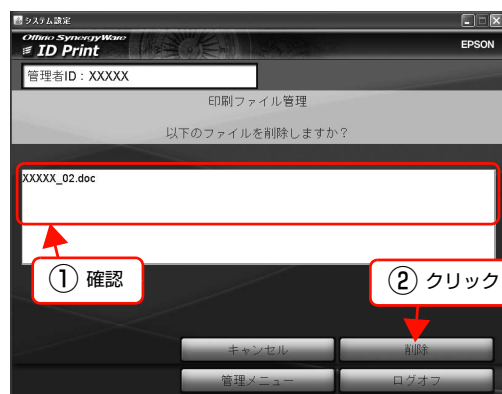 システム設定
Offirio SynergyWare
ID Print
EPSON
管理者ID：XXXXX
印刷ファイル管理
以下のファイルを削除しますか？
XXXXX_02.doc
① 確認
② クリック
キャンセル
削除
管理メニュー
ログオフ